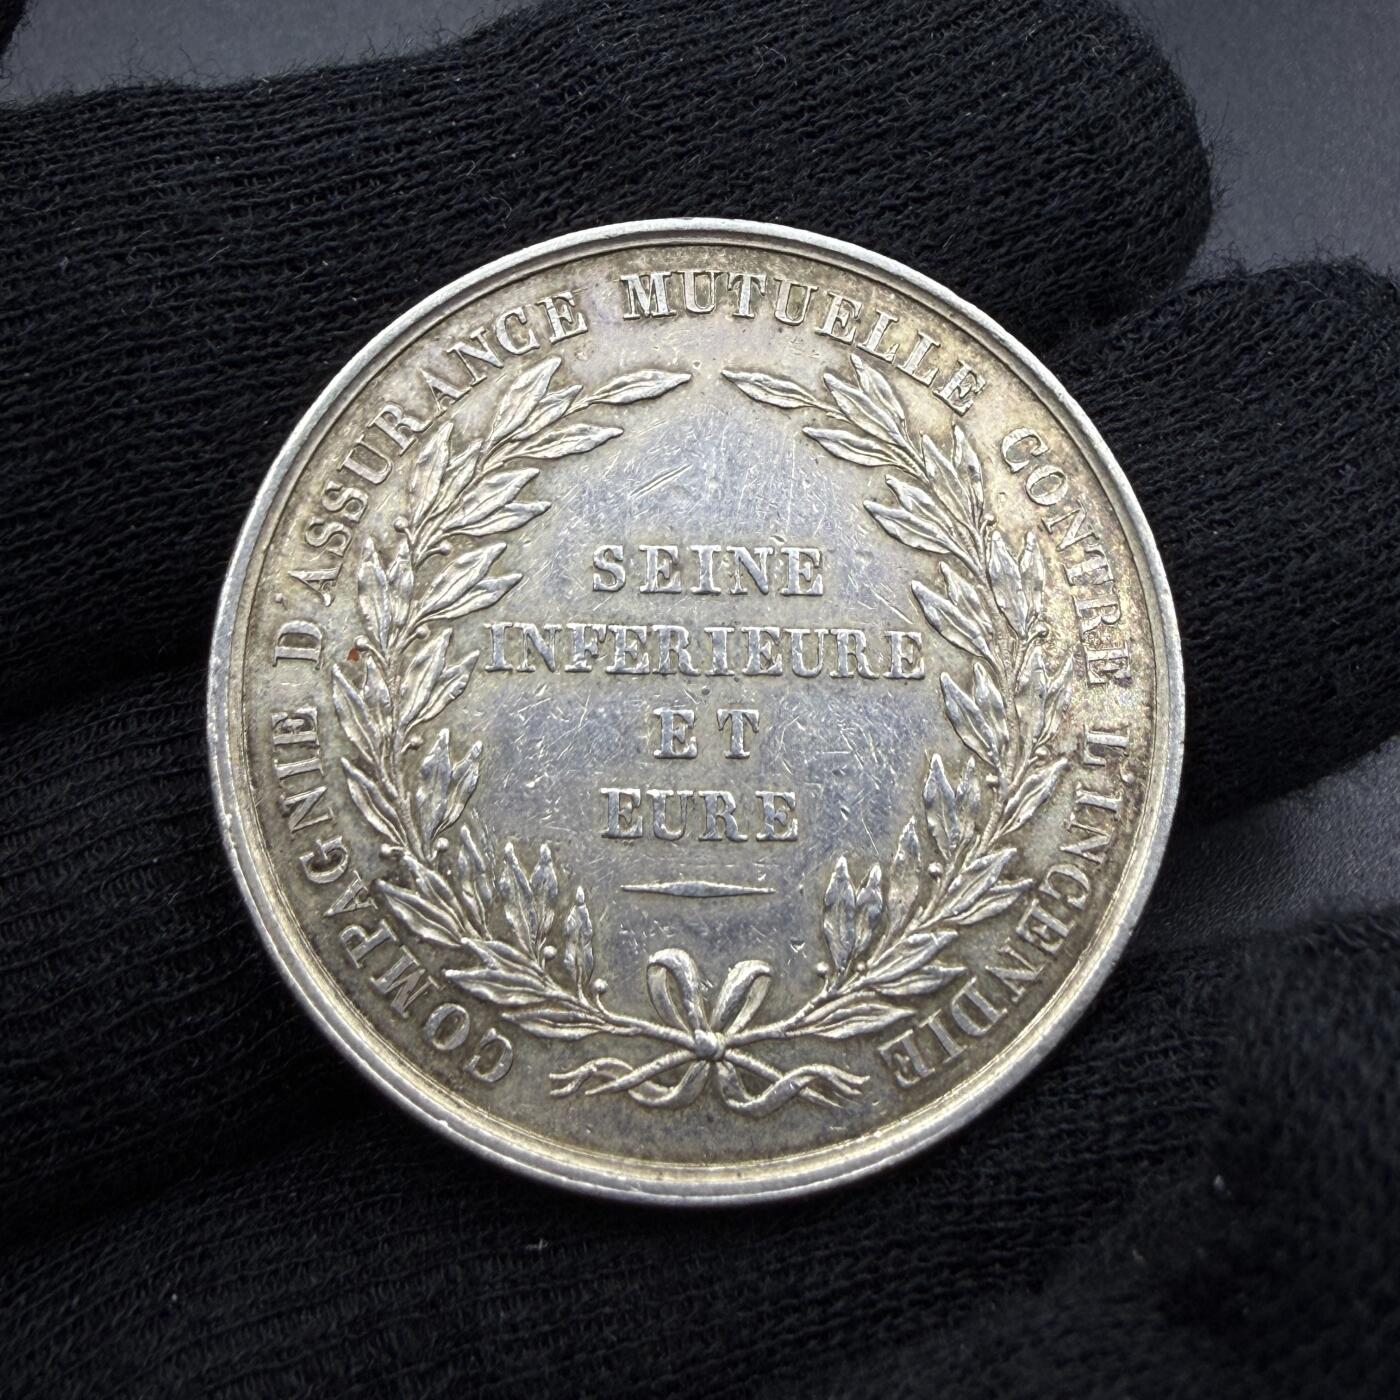 COMPAGNIE D'ASSURANCE MUTUELLE CONTRE L'INCENDIE
SEINE
INFERIEURE
ET
EURE